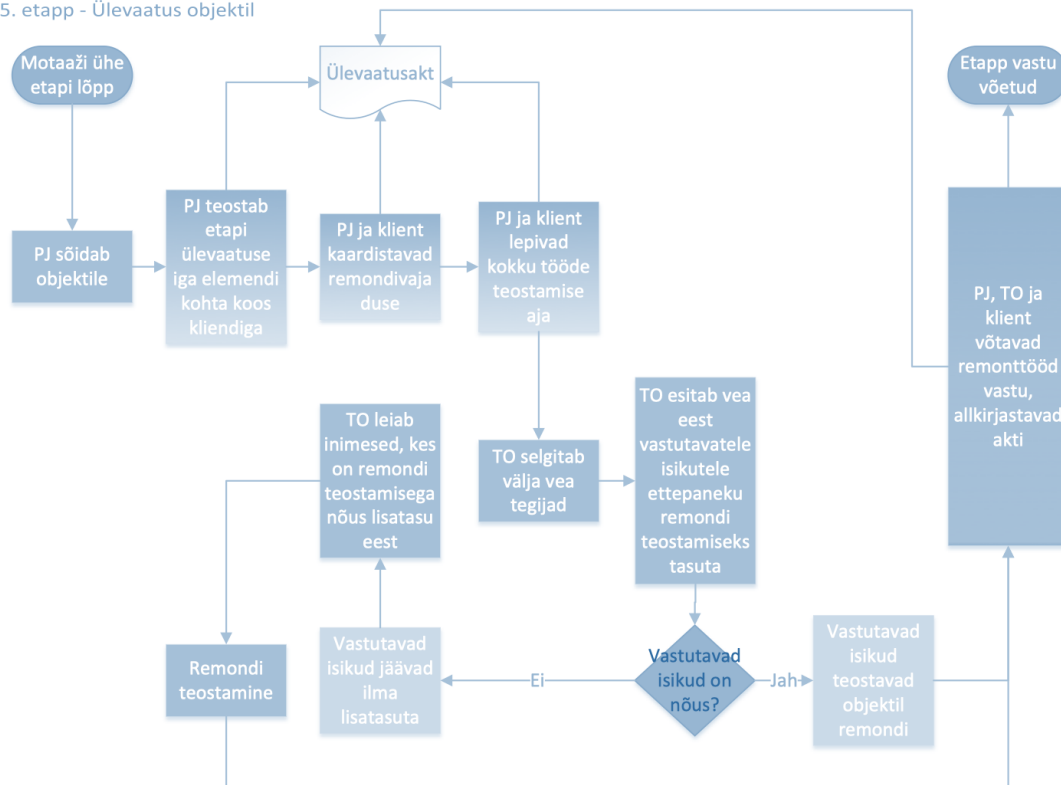 5. etapp - Ülevaatus objektil
Motaaži ühe
etapi lõpp
Ülevaatusakt
Etapp vastu
võetud
PJ sõidab
objektile
PJ teostab
etapi
ülevaatuse
iga elemendi
kohta koos
kliendiga
PJ ja klient
kaardistavad
remondivaja
duse
PJ ja klient
lepivad
kokku tööde
teostamise
aja
PJ, TO ja
klient
võtavad
remonttööd
vastu,
allkirjastavad
akti
TO leiab
inimesed, kes
on remondi
teostamisega
nõus lisatasu
eest
TO selgitab
välja vea
tegijad
TO esitab vea
eest
vastutavatele
isikutele
ettepaneku
remondi
teostamiseks
tasuta
Remondi
teostamine
Vastutavad
isikud jäävad
ilma
lisatasuta
Ei
Vastutavad
isikud on
nõus?
Jah
Vastutavad
isikud
teostavad
objektil
remondi